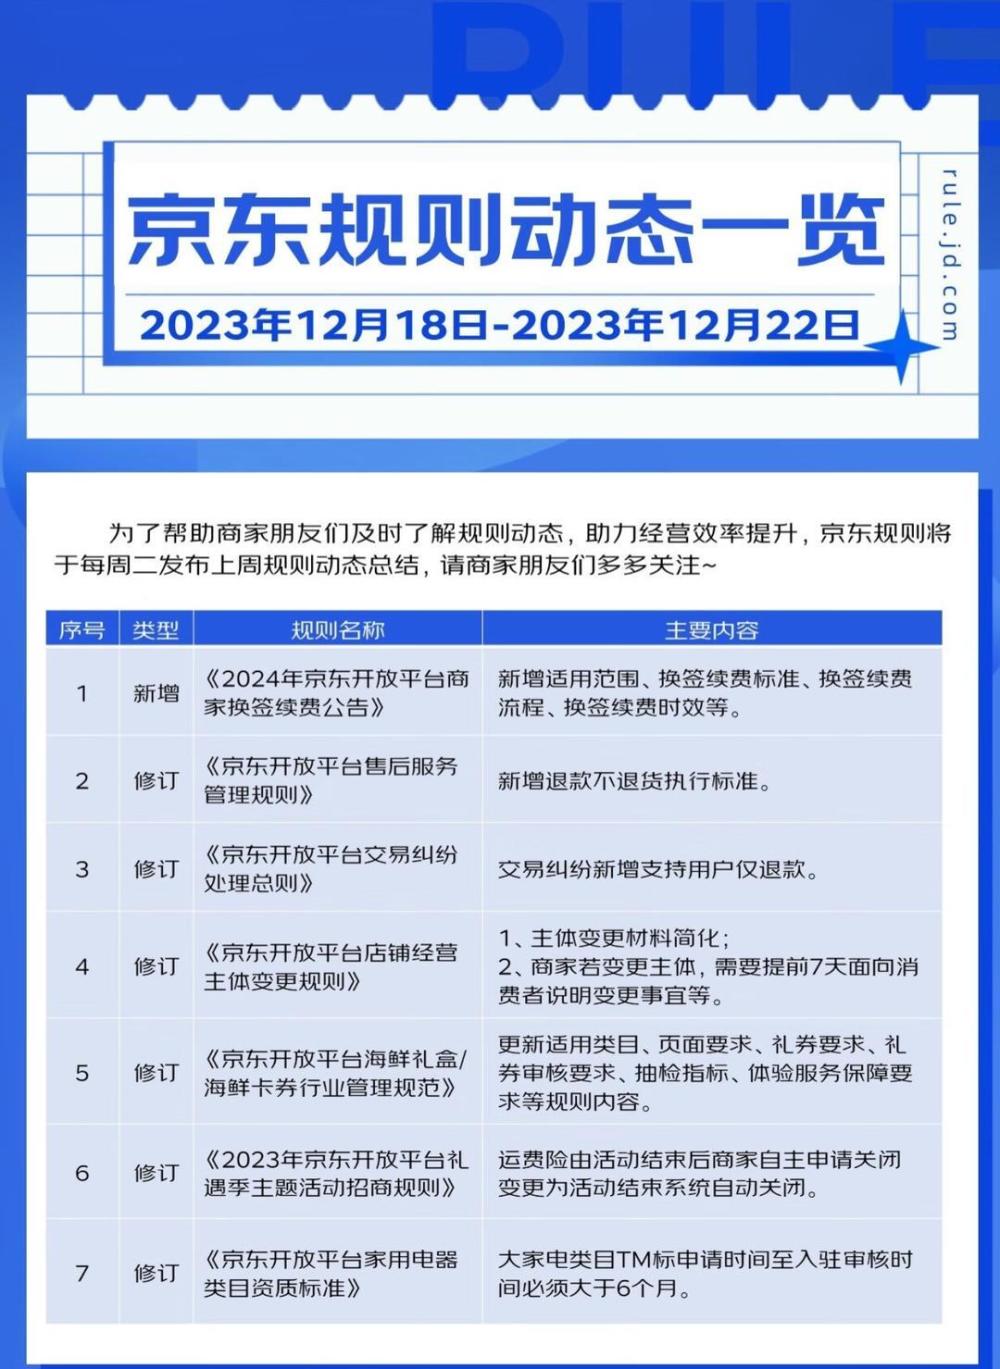 RULE
京东规则动态一览
2023年12月18日-2023年12月22日
rule.jd.com
为了帮助商家朋友们及时了解规则动态，助力经营效率提升，京东规则将
于每周二发布上周规则动态总结，请商家朋友们多多关注~
序号 类型 规则名称 主要内容
1 新增 《2024年京东开放平台商 新增适用范围、换签续费标准、换签续费
家换签续费公告》 流程、换签续费时效等。
2 修订 《京东开放平台售后服务 新增退款不退货执行标准。
管理规则》
3 修订 《京东开放平台交易纠纷 交易纠纷新增支持用户仅退款。
处理总则》
1、主体变更材料简化；
4 修订 《京东开放平台店铺经营 2、商家若变更主体，需要提前7天面向消
主体变更规则》 费者说明变更事宜等。
更新适用类目、页面要求、礼券要求、礼
5 修订 《京东开放平台海鲜礼盒/ 券审核要求、抽检指标、体验服务保障要
海鲜卡券行业管理规范》 求等规则内容。
6 修订 《2023年京东开放平台礼 运费险由活动结束后商家自主申请关闭
遇季主题活动招商规则》 变更为活动结束系统自动关闭。
7 修订 《京东开放平台家用电器 大家电类目TM标申请时间至入驻审核时
类目资质标准》 间必须大于6个月。